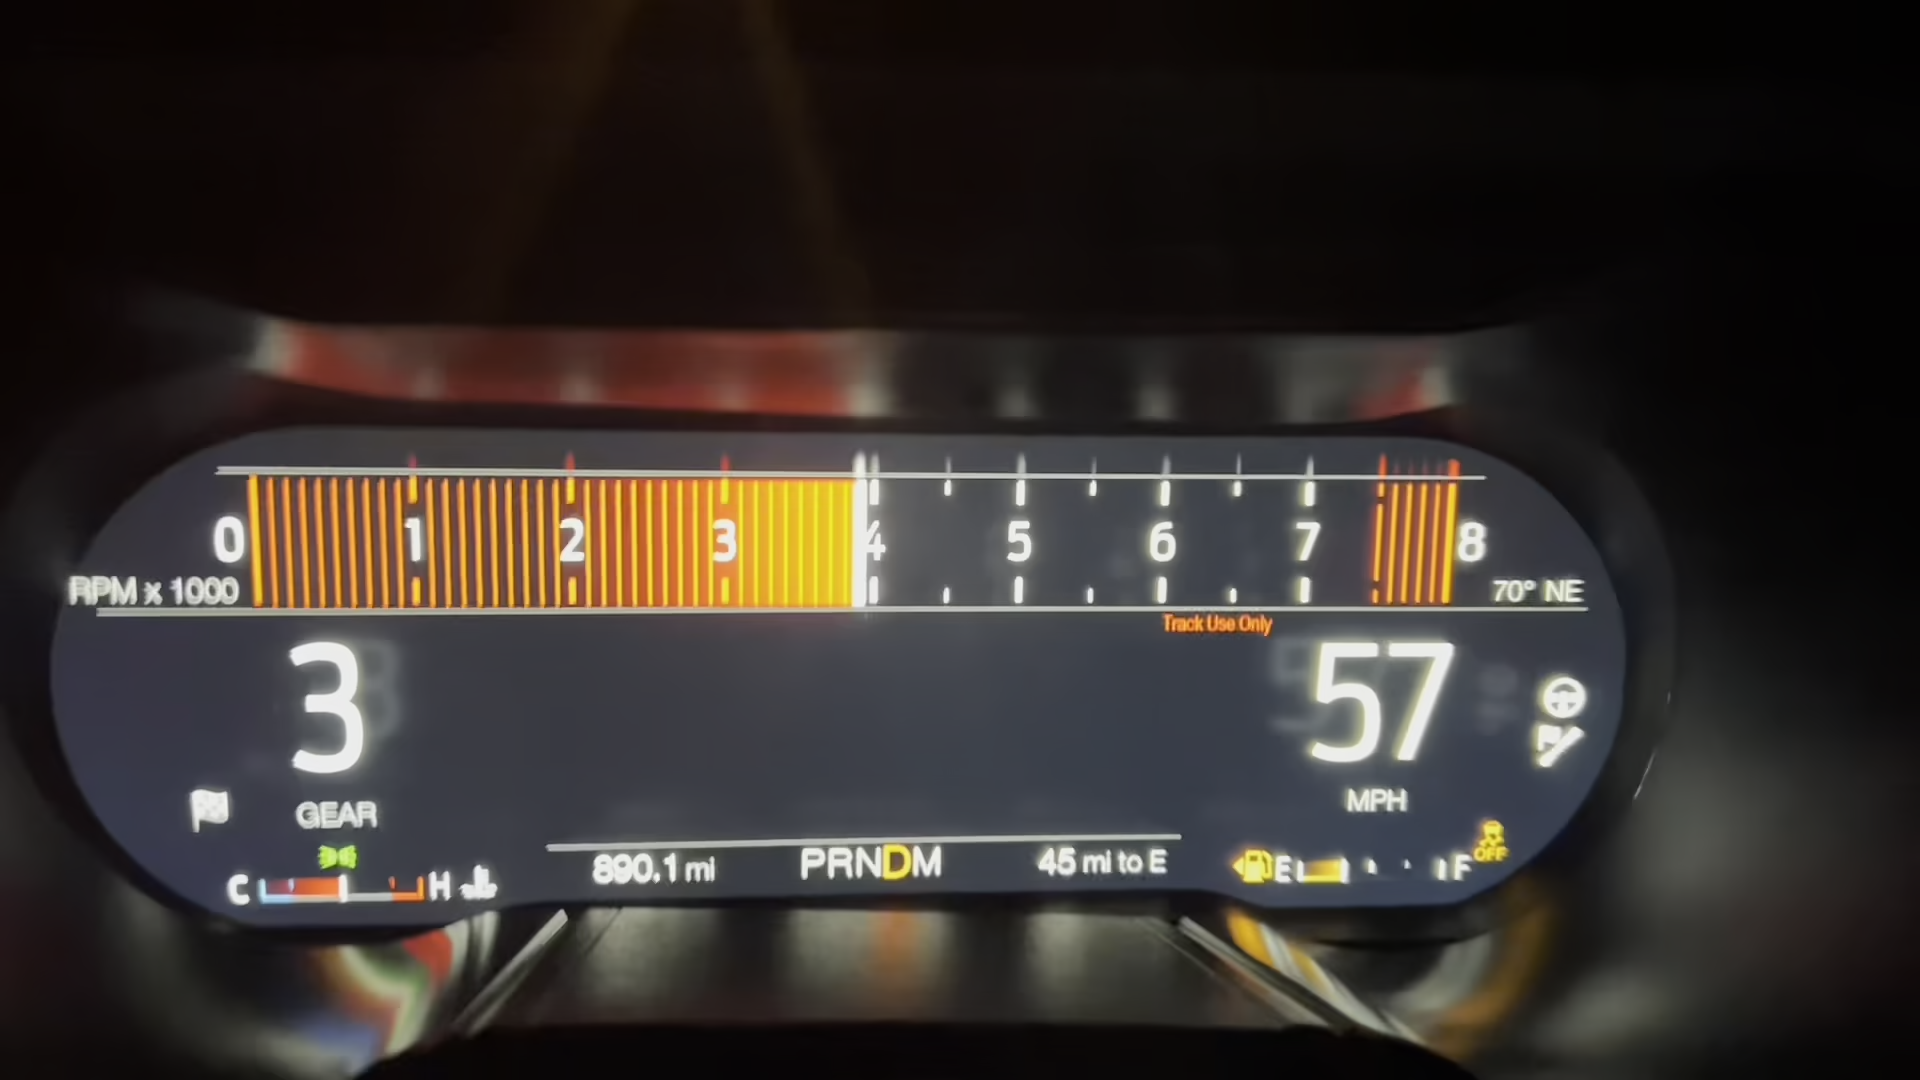 0 1 2 3 4 5 6 7 8
RPM x 1000
70° NE
Track Use Only
3
57
GEAR
MPH
OFF
890.1 mi
PRNDM
45 mi to E
C H
E F